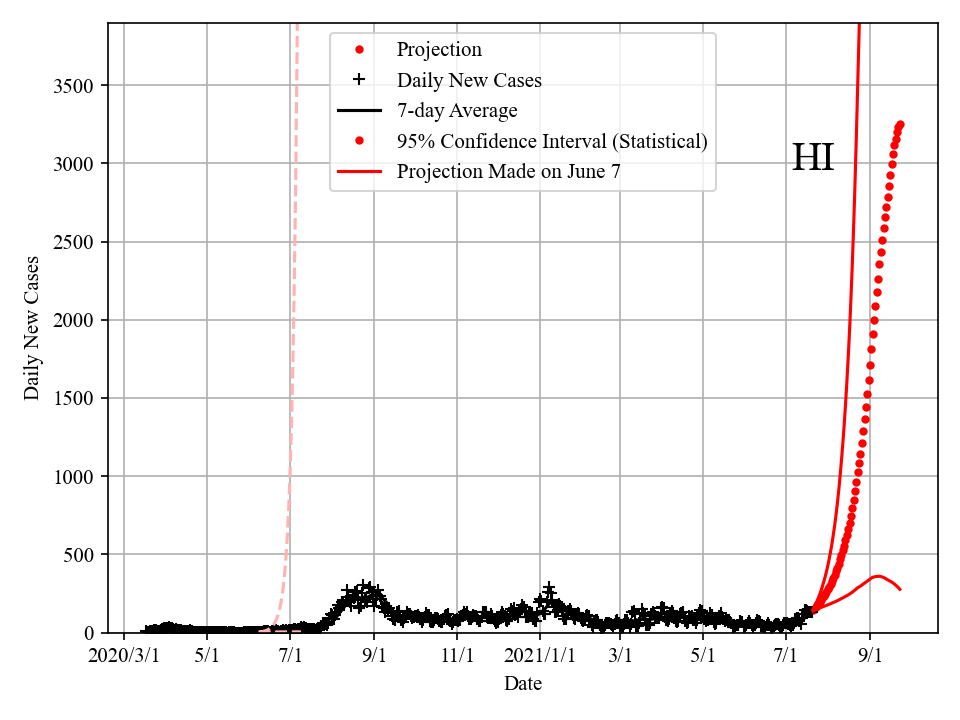 Projection
Daily New Cases
7-day Average
95% Confidence Interval (Statistical)
Projection Made on June 7
HI
3500
3000
2500
2000
1500
1000
500
0
Daily New Cases
2020/3/1 5/1 7/1 9/1 11/1 2021/1/1 3/1 5/1 7/1 9/1
Date